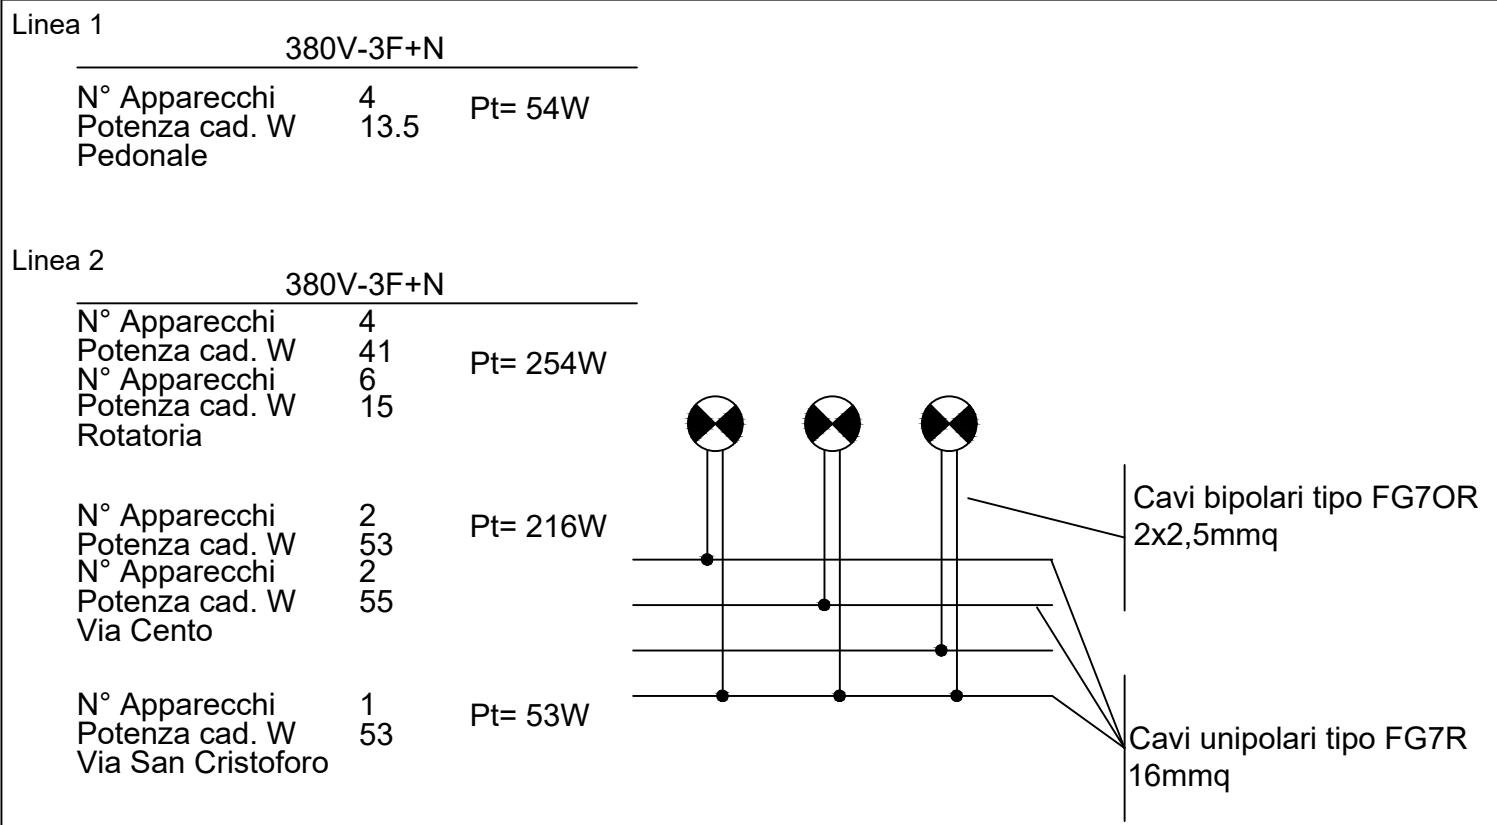 Linea 1
380V-3F+N
N° Apparecchi 4
Pt= 54W
Potenza cad. W 13.5
Pedonale
Linea 2
380V-3F+N
N° Apparecchi 4
Potenza cad. W 41
Pt= 254W
N° Apparecchi 6
Potenza cad. W 15
Rotatoria
N° Apparecchi 2
Pt= 216W
Potenza cad. W 53
N° Apparecchi 2
Potenza cad. W 55
Via Cento
N° Apparecchi 1
Pt= 53W
Potenza cad. W 53
Via San Cristoforo
Cavi bipolari tipo FG7OR
2x2,5mmq
Cavi unipolari tipo FG7R
16mmq